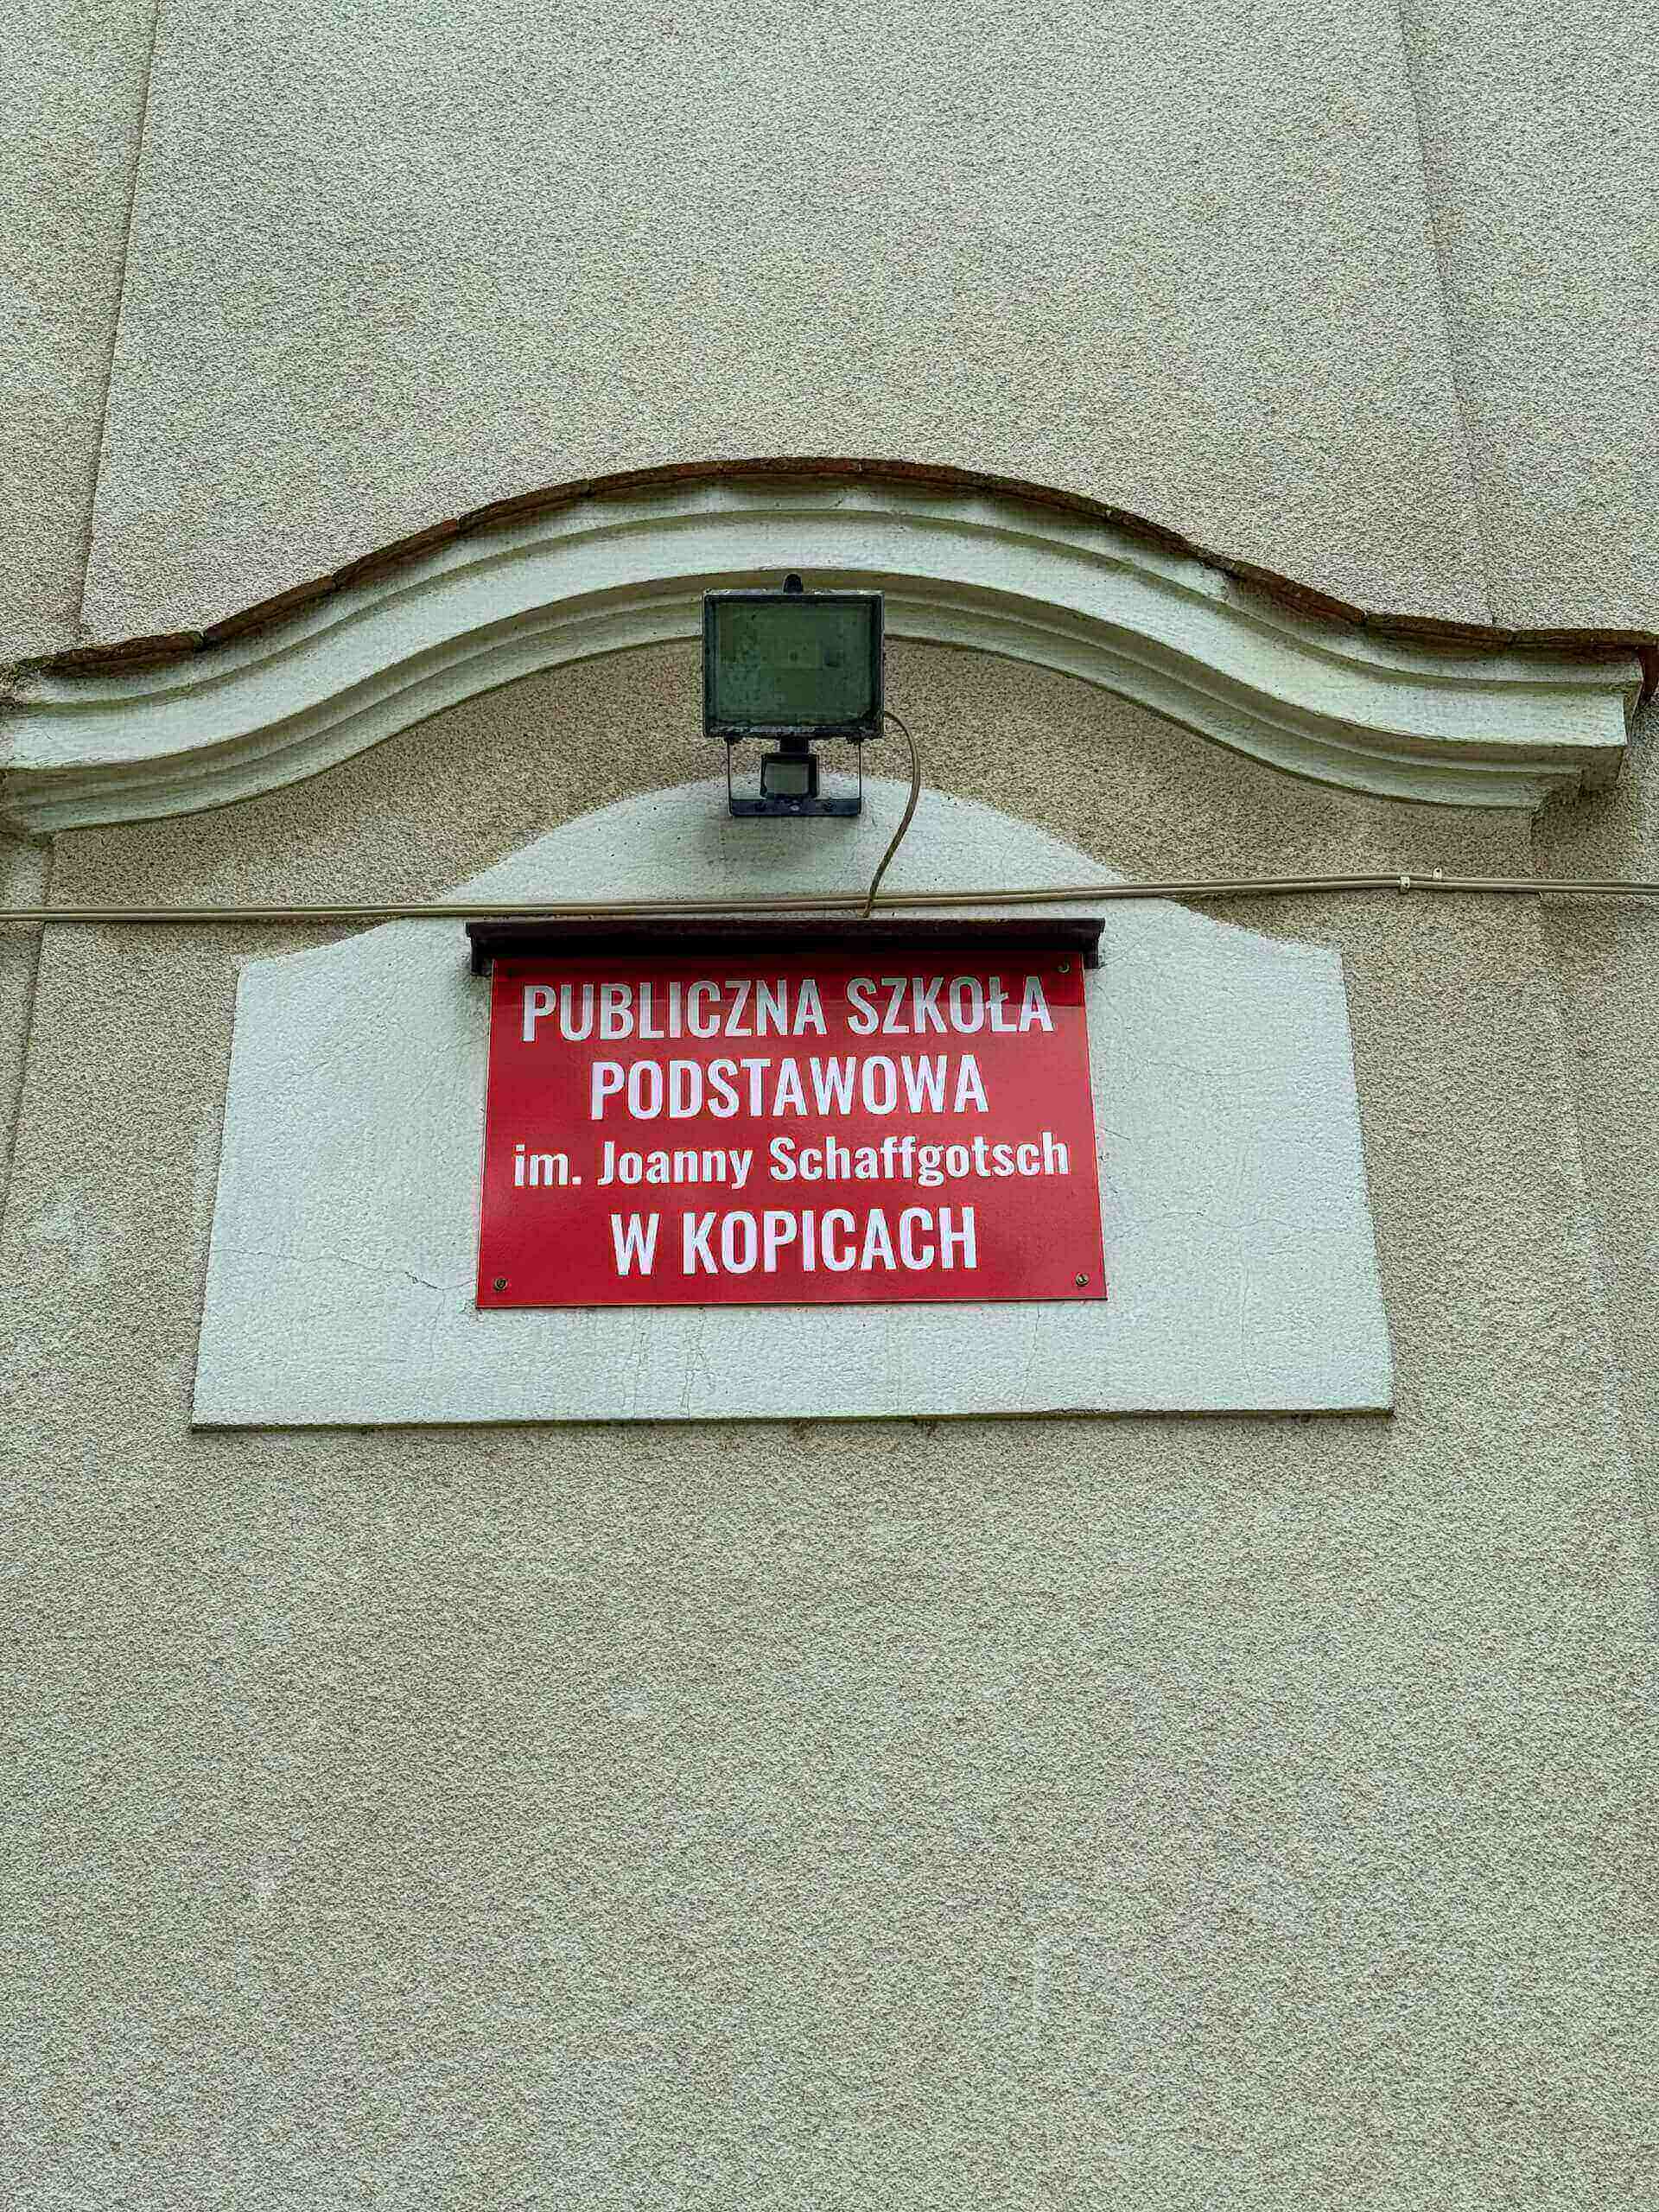 PUBLICZNA SZKOŁA
PODSTAWOWA
im. Joanny Schaffgotsch
W KOPICACH